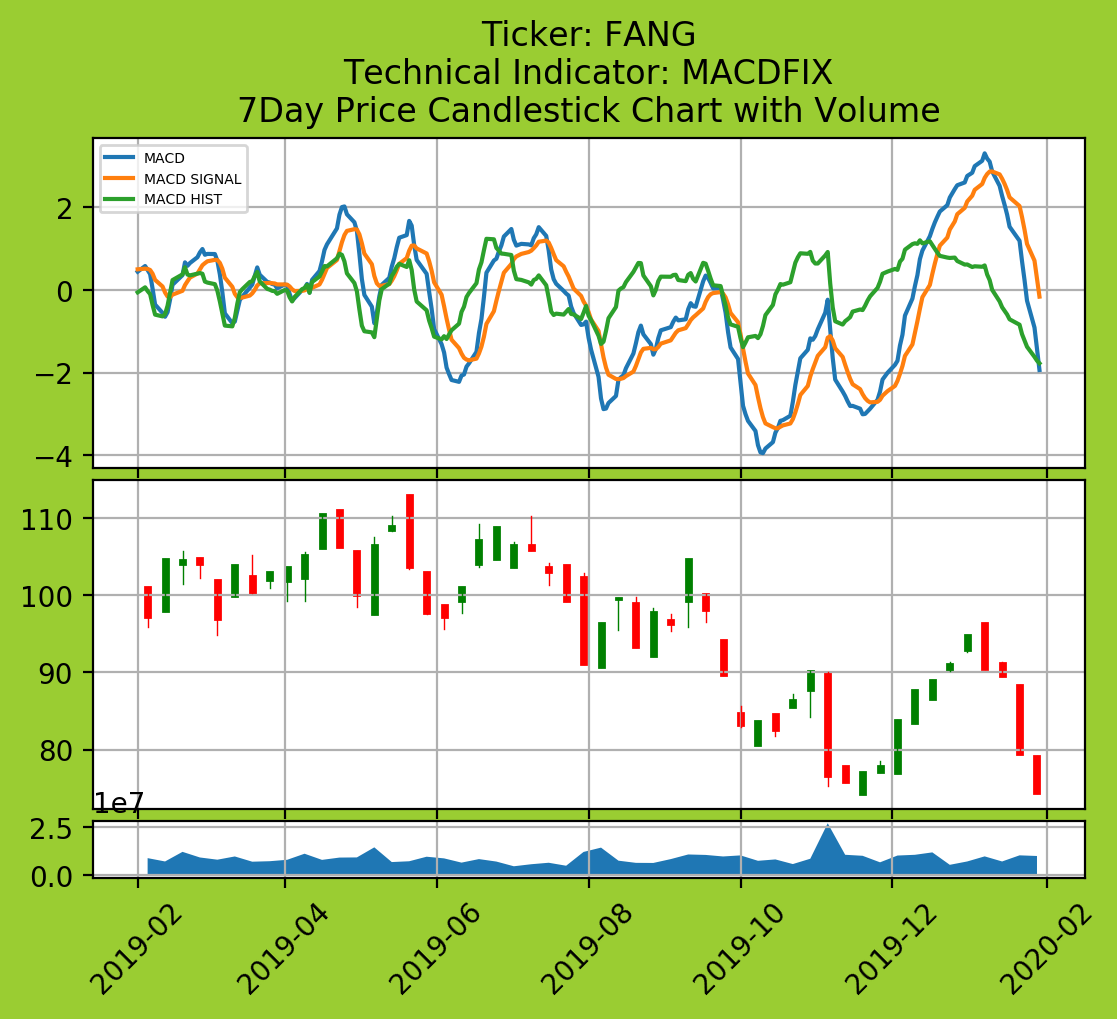 Ticker: FANG
Technical Indicator: MACDFIX
7Day Price Candlestick Chart with Volume
MACD
MACD SIGNAL
MACD HIST
2
0
−2
−4
110
100
90
80
1e7
2.5
0.0
2019-02
2019-04
2019-06
2019-08
2019-10
2019-12
2020-02